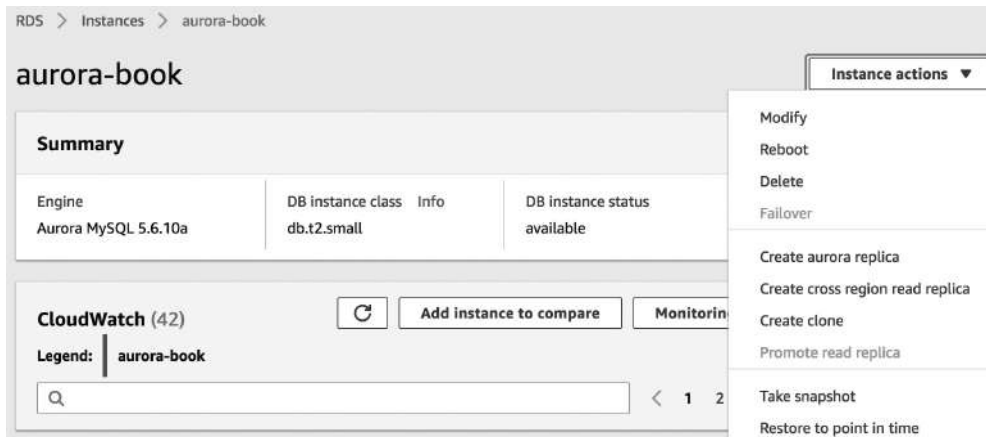 RDS > Instances > aurora-book
aurora-book
Instance actions ▼
Summary
Engine
Aurora MySQL 5.6.10a
DB instance class Info
db.t2.small
DB instance status
available
CloudWatch (42)
Add instance to compare
Legend: aurora-book
< 1 2
Modify
Reboot
Delete
Failover
Create aurora replica
Create cross region read replica
Create clone
Promote read replica
Take snapshot
Restore to point in time